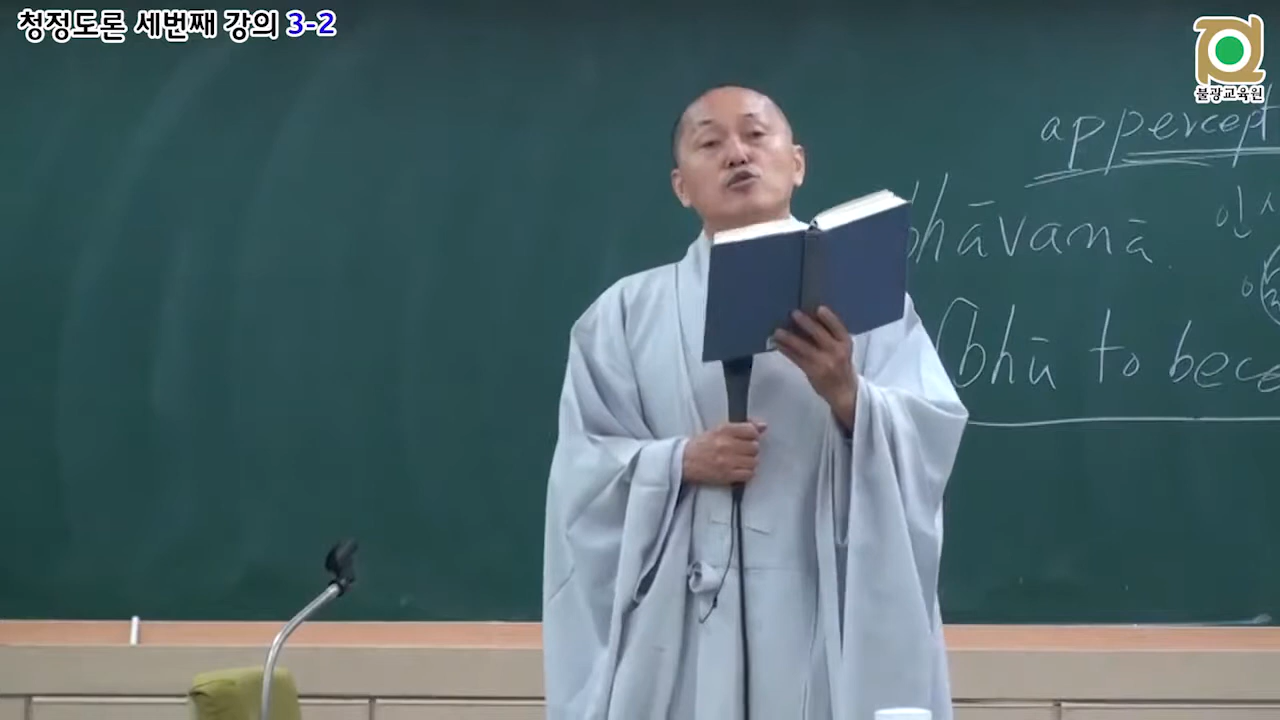 청정도론 세번째 강의 3-2
불광교육원
appercept
bhāvanā
인
bhū to bec